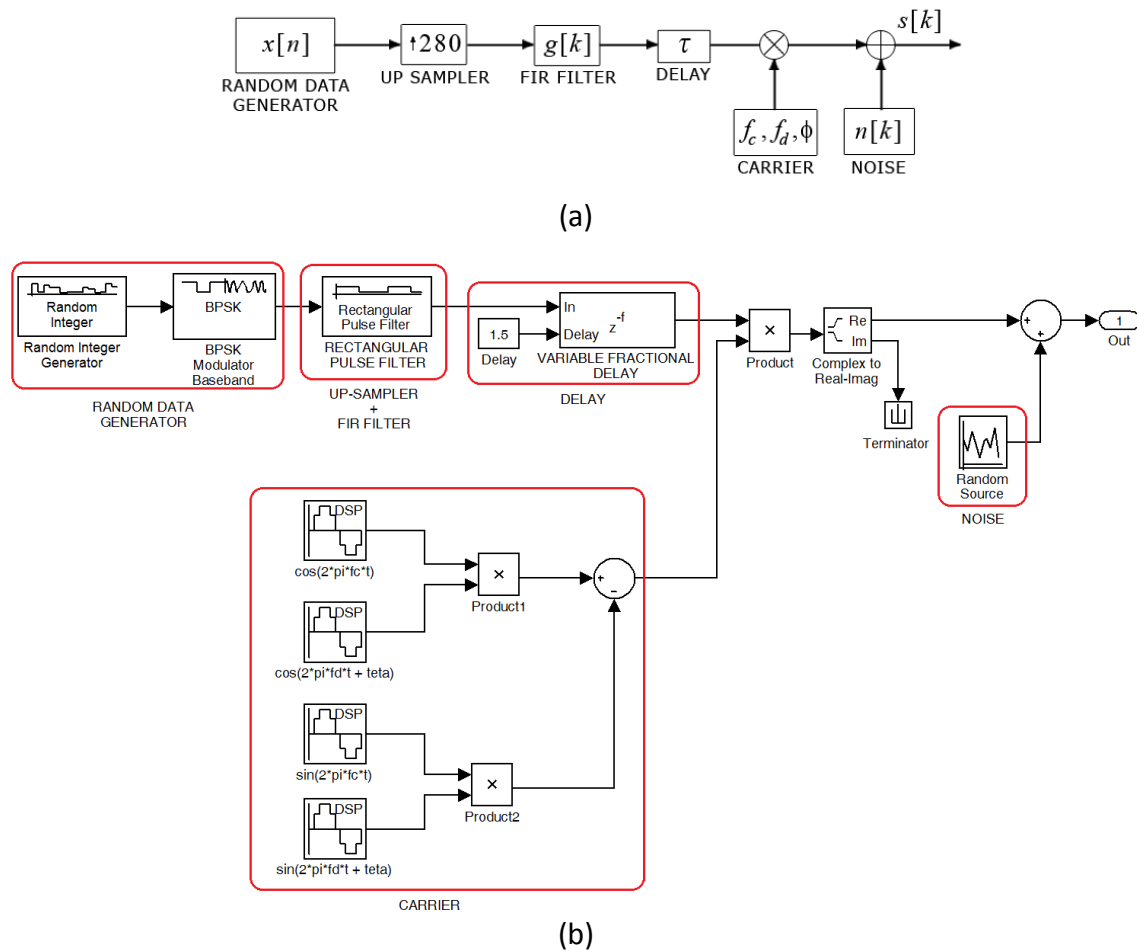 x[n]
RANDOM DATA
GENERATOR
↑280
UP SAMPLER
g[k]
FIR FILTER
τ
DELAY
f_c, f_d, ϕ
CARRIER
n[k]
NOISE
s[k]
(a)
Random
Integer
Random Integer
Generator
BPSK
BPSK
Modulator
Baseband
RANDOM DATA
GENERATOR
Rectangular
Pulse Filter
RECTANGULAR
PULSE FILTER
UP-SAMPLER
+
FIR FILTER
In
1.5
Delay
Delay
z^-f
VARIABLE FRACTIONAL
DELAY
DELAY
×
Product
Re
Im
Complex to
Real-Imag
Terminator
Random
Source
NOISE
+
+
1
Out
DSP
cos(2*pi*fc*t)
DSP
cos(2*pi*fd*t + teta)
×
Product1
+
-
DSP
sin(2*pi*fc*t)
DSP
sin(2*pi*fd*t + teta)
×
Product2
CARRIER
(b)